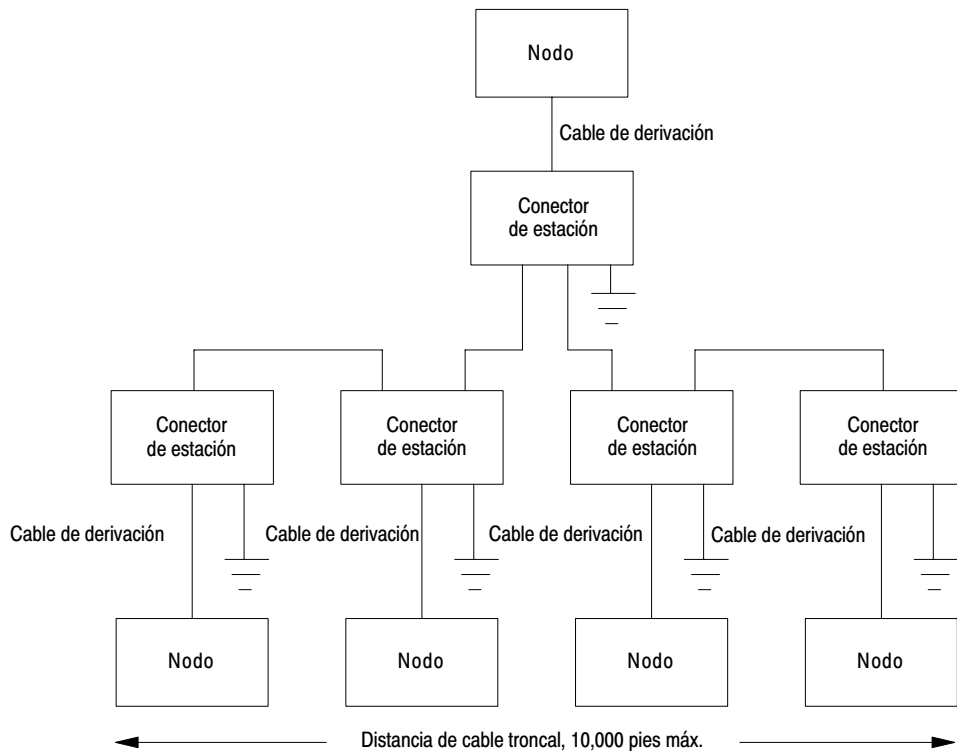 Nodo
Cable de derivación
Conector
de estación
Conector
de estación
Conector
de estación
Conector
de estación
Conector
de estación
Cable de derivación
Cable de derivación
Cable de derivación
Cable de derivación
Nodo
Nodo
Nodo
Nodo
Distancia de cable troncal, 10,000 pies máx.